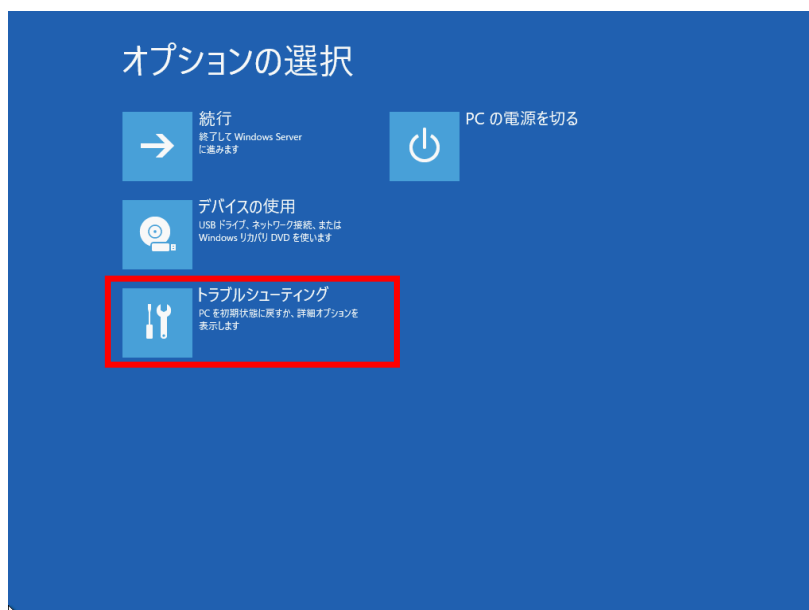 オプションの選択
続行
終了して Windows Server
に進みます
PC の電源を切る
デバイスの使用
USB ドライブ、ネットワーク接続、または
Windows リカバリ DVD を使います
トラブルシューティング
PC を初期状態に戻すか、詳細オプションを
表示します